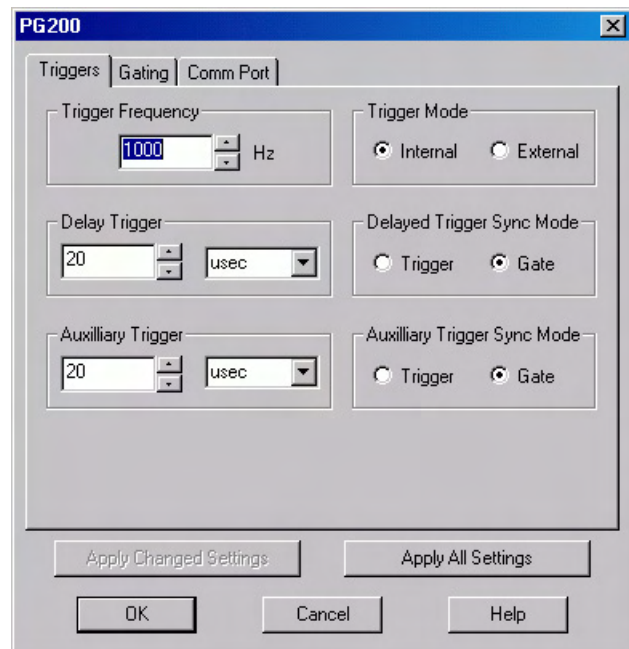 PG200
Triggers Gating Comm Port
Trigger Frequency Trigger Mode
1000 Hz Internal External
Delay Trigger Delayed Trigger Sync Mode
20 usec Trigger Gate
Auxilliary Trigger Auxilliary Trigger Sync Mode
20 usec Trigger Gate
Apply Changed Settings Apply All Settings
OK Cancel Help